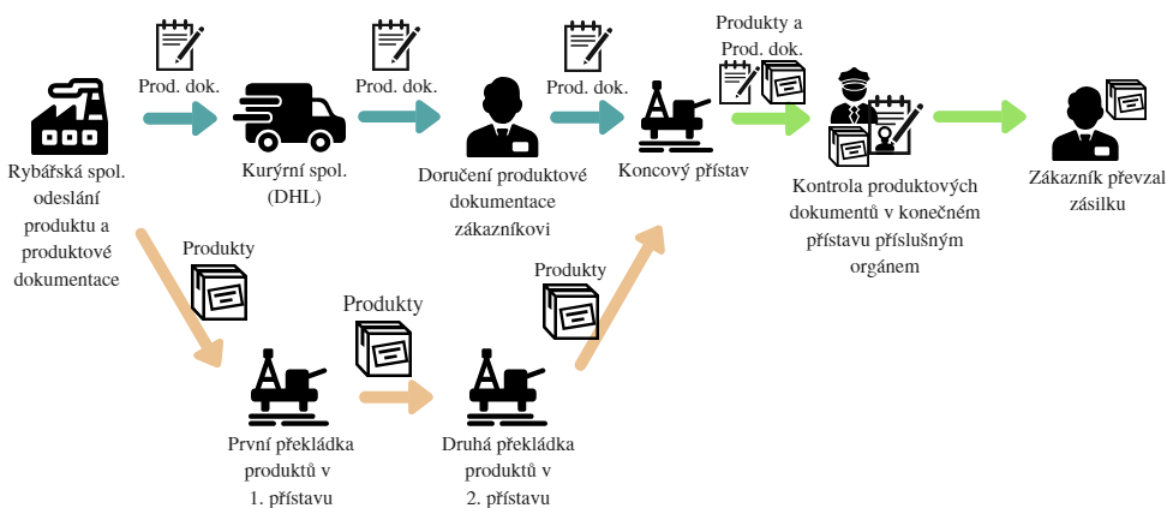 Prod. dok.
Prod. dok.
Prod. dok.
Produkty a
Prod. dok.
Rybářská spol.
odeslání
produktu a
produktové
dokumentace
Kurýrní spol.
(DHL)
Doručení produktové
dokumentace
zákazníkovi
Koncový přístav
Kontrola produktových
dokumentů v konečném
přístavu příslušným
orgánem
Zákazník převzal
zásilku
Produkty
Produkty
Produkty
První překládka
produktů v
1. přístavu
Druhá překládka
produktů v
2. přístavu